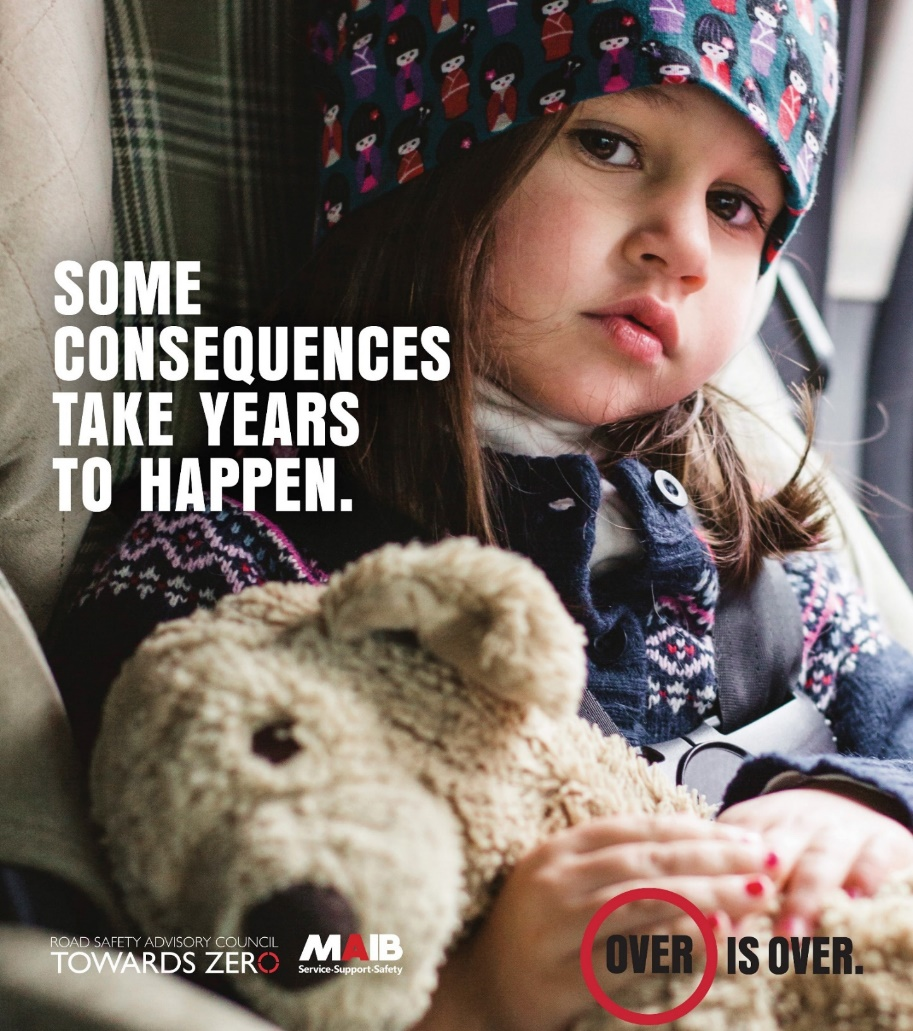 SOME
CONSEQUENCES
TAKE YEARS
TO HAPPEN.
ROAD SAFETY ADVISORY COUNCIL
TOWARDS ZERO
MAIB
Service-Support-Safety
OVER IS OVER.